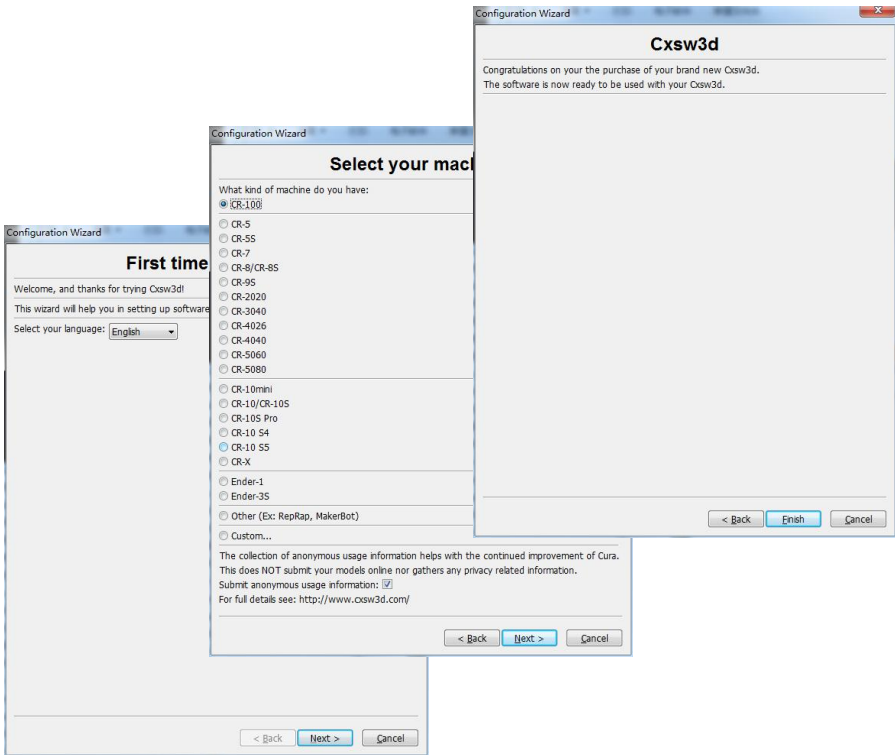 Configuration Wizard
First time
Welcome, and thanks for trying Cxsw3d!
This wizard will help you in setting up software
Select your language: English
< Back Next > Cancel
Configuration Wizard
Select your mac
What kind of machine do you have:
CR-100
CR-5
CR-5S
CR-7
CR-8/CR-8S
CR-9S
CR-2020
CR-3040
CR-4026
CR-4040
CR-5060
CR-5080
CR-10mini
CR-10/CR-10S
CR-10S Pro
CR-10 S4
CR-10 S5
CR-X
Ender-1
Ender-3S
Other (Ex: RepRap, MakerBot)
Custom...
The collection of anonymous usage information helps with the continued improvement of Cura.
This does NOT submit your models online nor gathers any privacy related information.
Submit anonymous usage information:
For full details see: http://www.cxsw3d.com/
< Back Next > Cancel
Configuration Wizard
Cxsw3d
Congratulations on your the purchase of your brand new Cxsw3d.
The software is now ready to be used with your Cxsw3d.
< Back Finish Cancel